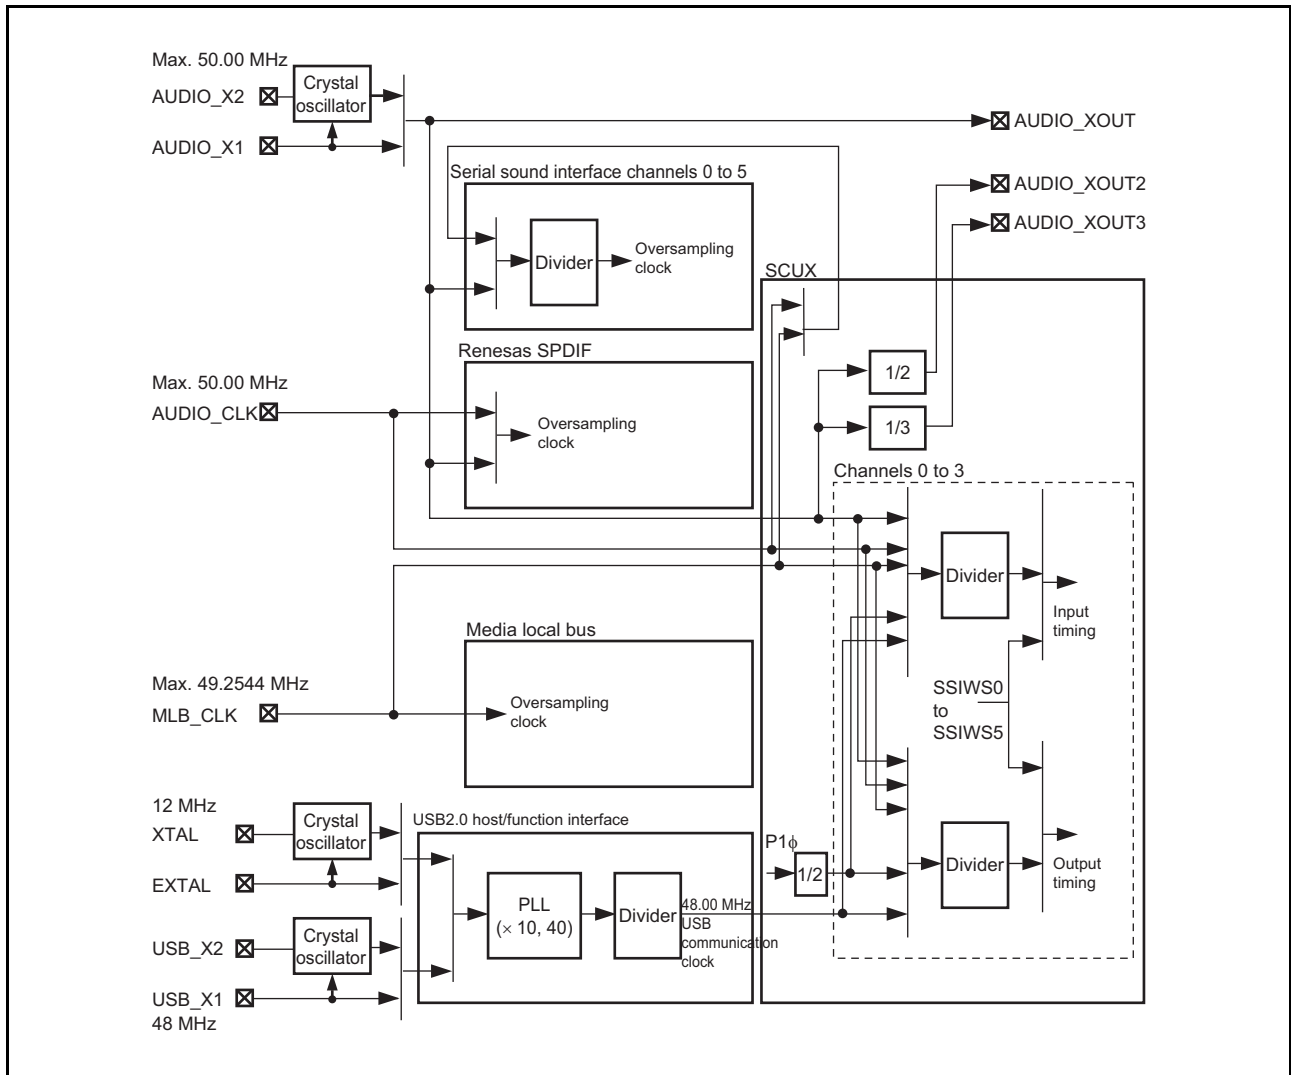 Max. 50.00 MHz
AUDIO_X2
Crystal
oscillator
AUDIO_X1
AUDIO_XOUT
AUDIO_XOUT2
AUDIO_XOUT3
Serial sound interface channels 0 to 5
Divider
Oversampling
clock
SCUX
Renesas SPDIF
Oversampling
clock
Max. 50.00 MHz
AUDIO_CLK
1/2
1/3
Channels 0 to 3
Divider
Input
timing
SSIWS0
to
SSIWS5
Media local bus
Oversampling
clock
Max. 49.2544 MHz
MLB_CLK
12 MHz
XTAL
Crystal
oscillator
EXTAL
USB_X2
Crystal
oscillator
USB_X1
48 MHz
USB2.0 host/function interface
PLL
(× 10, 40)
Divider
48.00 MHz
USB
communication
clock
P1ϕ
1/2
Divider
Output
timing